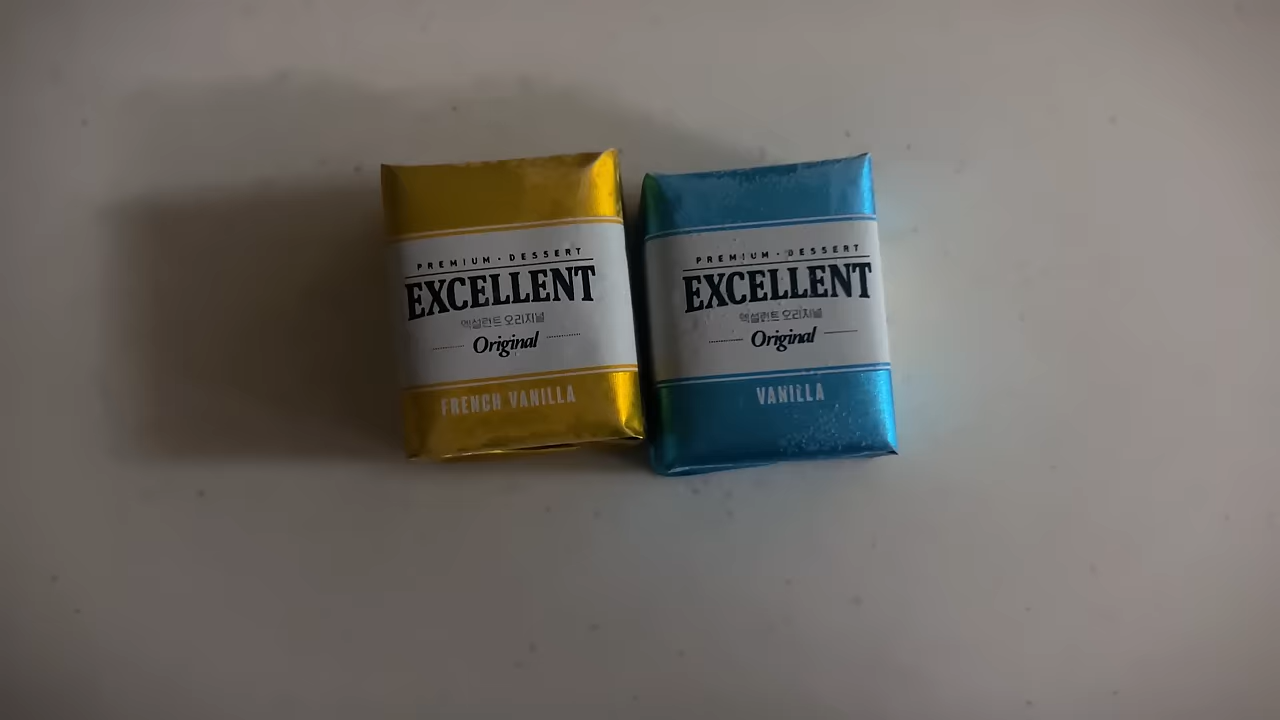 PREMIUM · DESSERT
EXCELLENT
엑설런트 오리지널
Original
FRENCH VANILLA
PREMIUM · DESSERT
EXCELLENT
엑설런트 오리지널
Original
VANILLA